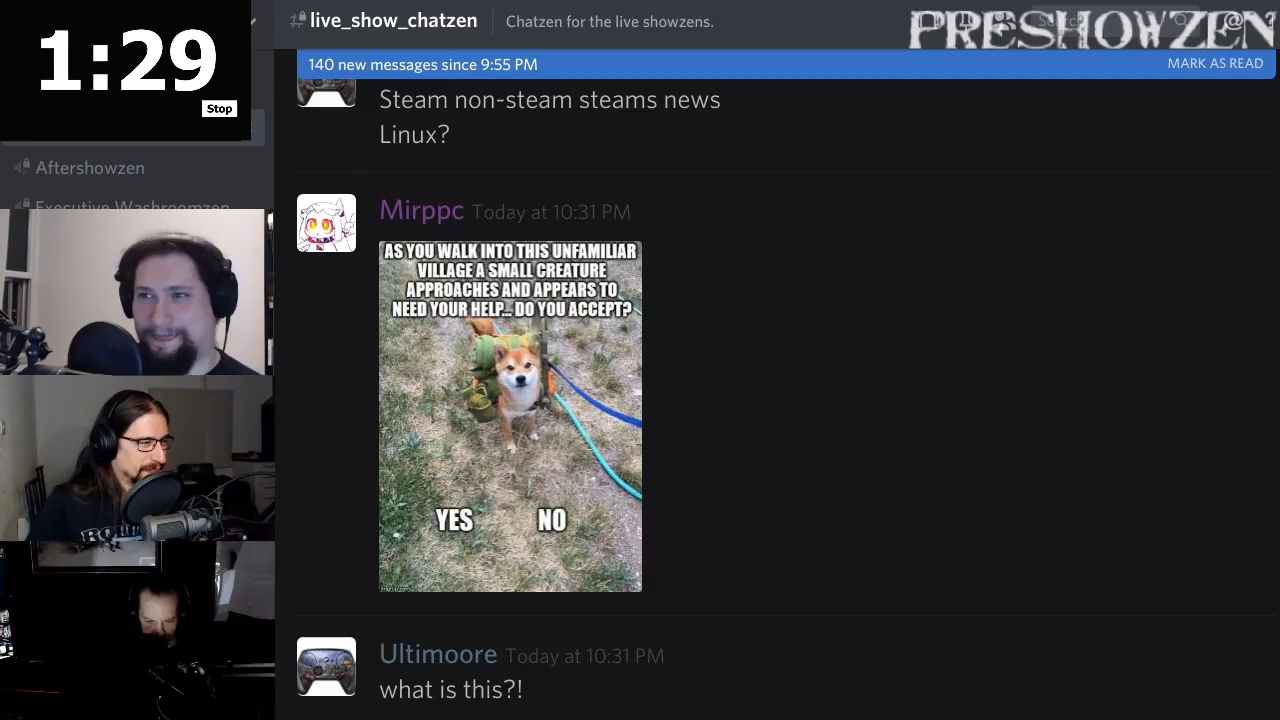 1:29
Stop
live_show_chatzen
Chatzen for the live showzens.
PRESHOWZEN
140 new messages since 9:55 PM
MARK AS READ
Steam non-steam steams news
Linux?
Aftershowzen
Executive Washroomzen
Mirppc Today at 10:31 PM
AS YOU WALK INTO THIS UNFAMILIAR
VILLAGE A SMALL CREATURE
APPROACHES AND APPEARS TO
NEED YOUR HELP... DO YOU ACCEPT?
YES NO
Ultimoore Today at 10:31 PM
what is this?!